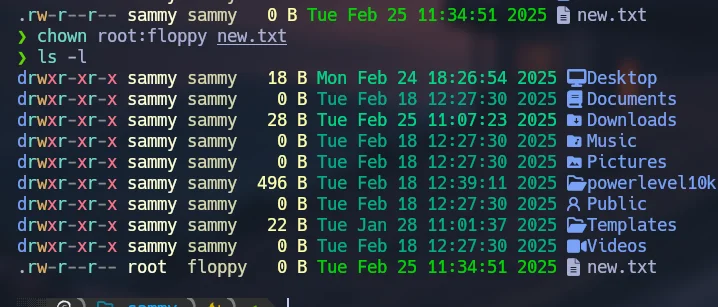 .rw-r--r-- sammy sammy 0 B Tue Feb 25 11:34:51 2025 new.txt
❯ chown root:floppy new.txt
❯ ls -l
drwxr-xr-x sammy sammy 18 B Mon Feb 24 18:26:54 2025 Desktop
drwxr-xr-x sammy sammy 0 B Tue Feb 18 12:27:30 2025 Documents
drwxr-xr-x sammy sammy 28 B Tue Feb 25 11:07:23 2025 Downloads
drwxr-xr-x sammy sammy 0 B Tue Feb 18 12:27:30 2025 Music
drwxr-xr-x sammy sammy 0 B Tue Feb 18 12:27:30 2025 Pictures
drwxr-xr-x sammy sammy 496 B Tue Feb 18 12:39:11 2025 powerlevel10k
drwxr-xr-x sammy sammy 0 B Tue Feb 18 12:27:30 2025 Public
drwxr-xr-x sammy sammy 22 B Tue Jan 28 11:01:37 2025 Templates
drwxr-xr-x sammy sammy 0 B Tue Feb 18 12:27:30 2025 Videos
.rw-r--r-- root floppy 0 B Tue Feb 25 11:34:51 2025 new.txt